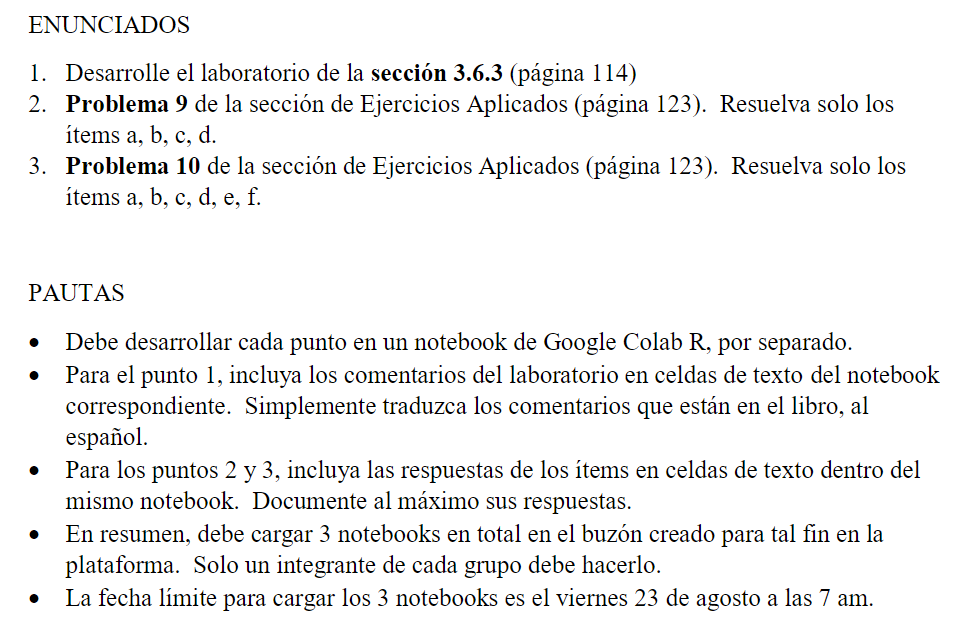 ENUNCIADOS
1. Desarrolle el laboratorio de la sección 3.6.3 (página 114)
2. Problema 9 de la sección de Ejercicios Aplicados (página 123). Resuelva solo los
ítems a, b, c, d.
3. Problema 10 de la sección de Ejercicios Aplicados (página 123). Resuelva solo los
ítems a, b, c, d, e, f.
PAUTAS
• Debe desarrollar cada punto en un notebook de Google Colab R, por separado.
• Para el punto 1, incluya los comentarios del laboratorio en celdas de texto del notebook
correspondiente. Simplemente traduzca los comentarios que están en el libro, al
español.
• Para los puntos 2 y 3, incluya las respuestas de los ítems en celdas de texto dentro del
mismo notebook. Documente al máximo sus respuestas.
• En resumen, debe cargar 3 notebooks en total en el buzón creado para tal fin en la
plataforma. Solo un integrante de cada grupo debe hacerlo.
• La fecha límite para cargar los 3 notebooks es el viernes 23 de agosto a las 7 am.